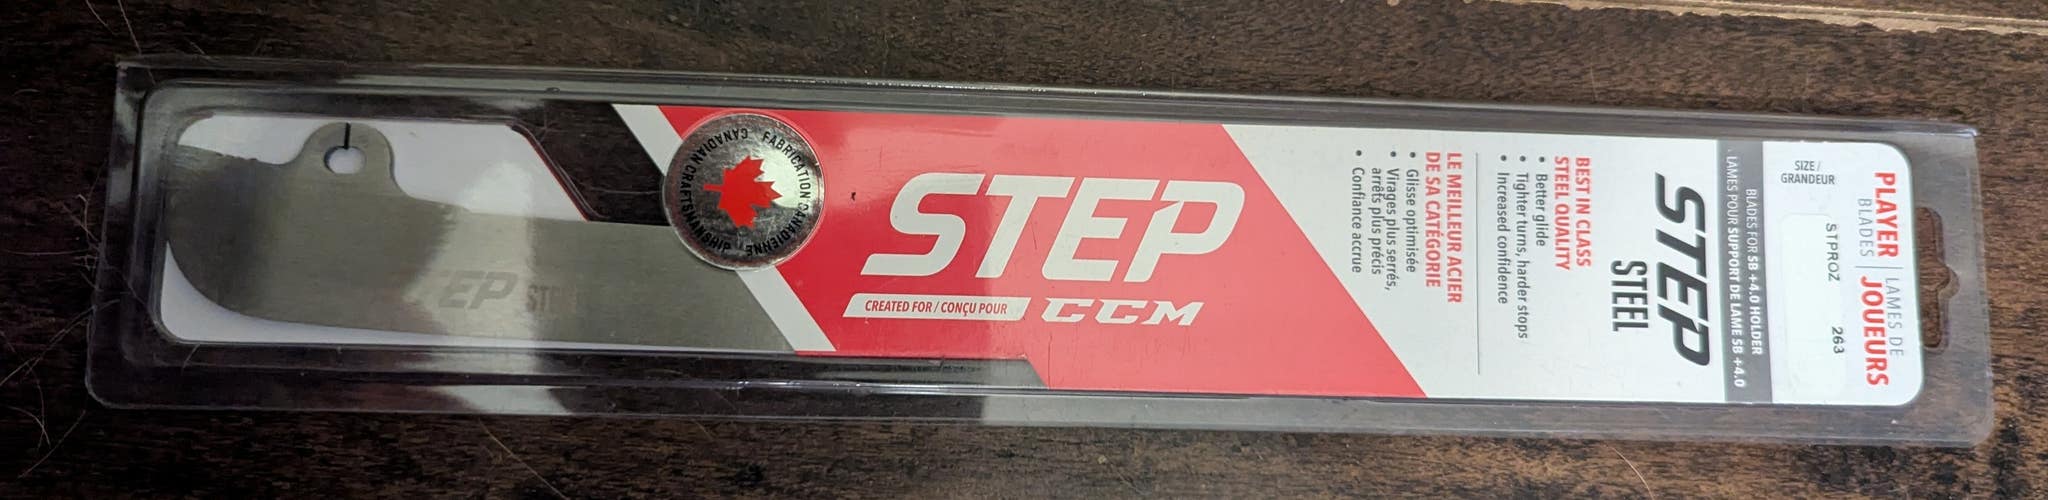 STEP STEEL
FABRICATION CANADIENNE
CANADIAN CRAFTSMANSHIP
STEP
CREATED FOR / CONÇU POUR CCM
PLAYER BLADES | LAMES DE JOUEURS
SIZE / GRANDEUR
STPROZ 263
BLADES FOR SB +4.0 HOLDER
LAMES POUR SUPPORT DE LAME SB +4.0
STEP
STEEL
BEST IN CLASS
STEEL QUALITY
• Better glide
• Tighter turns, harder stops
• Increased confidence
LE MEILLEUR ACIER
DE SA CATÉGORIE
• Glisse optimisée
• Virages plus serrés,
arrêts plus précis
• Confiance accrue